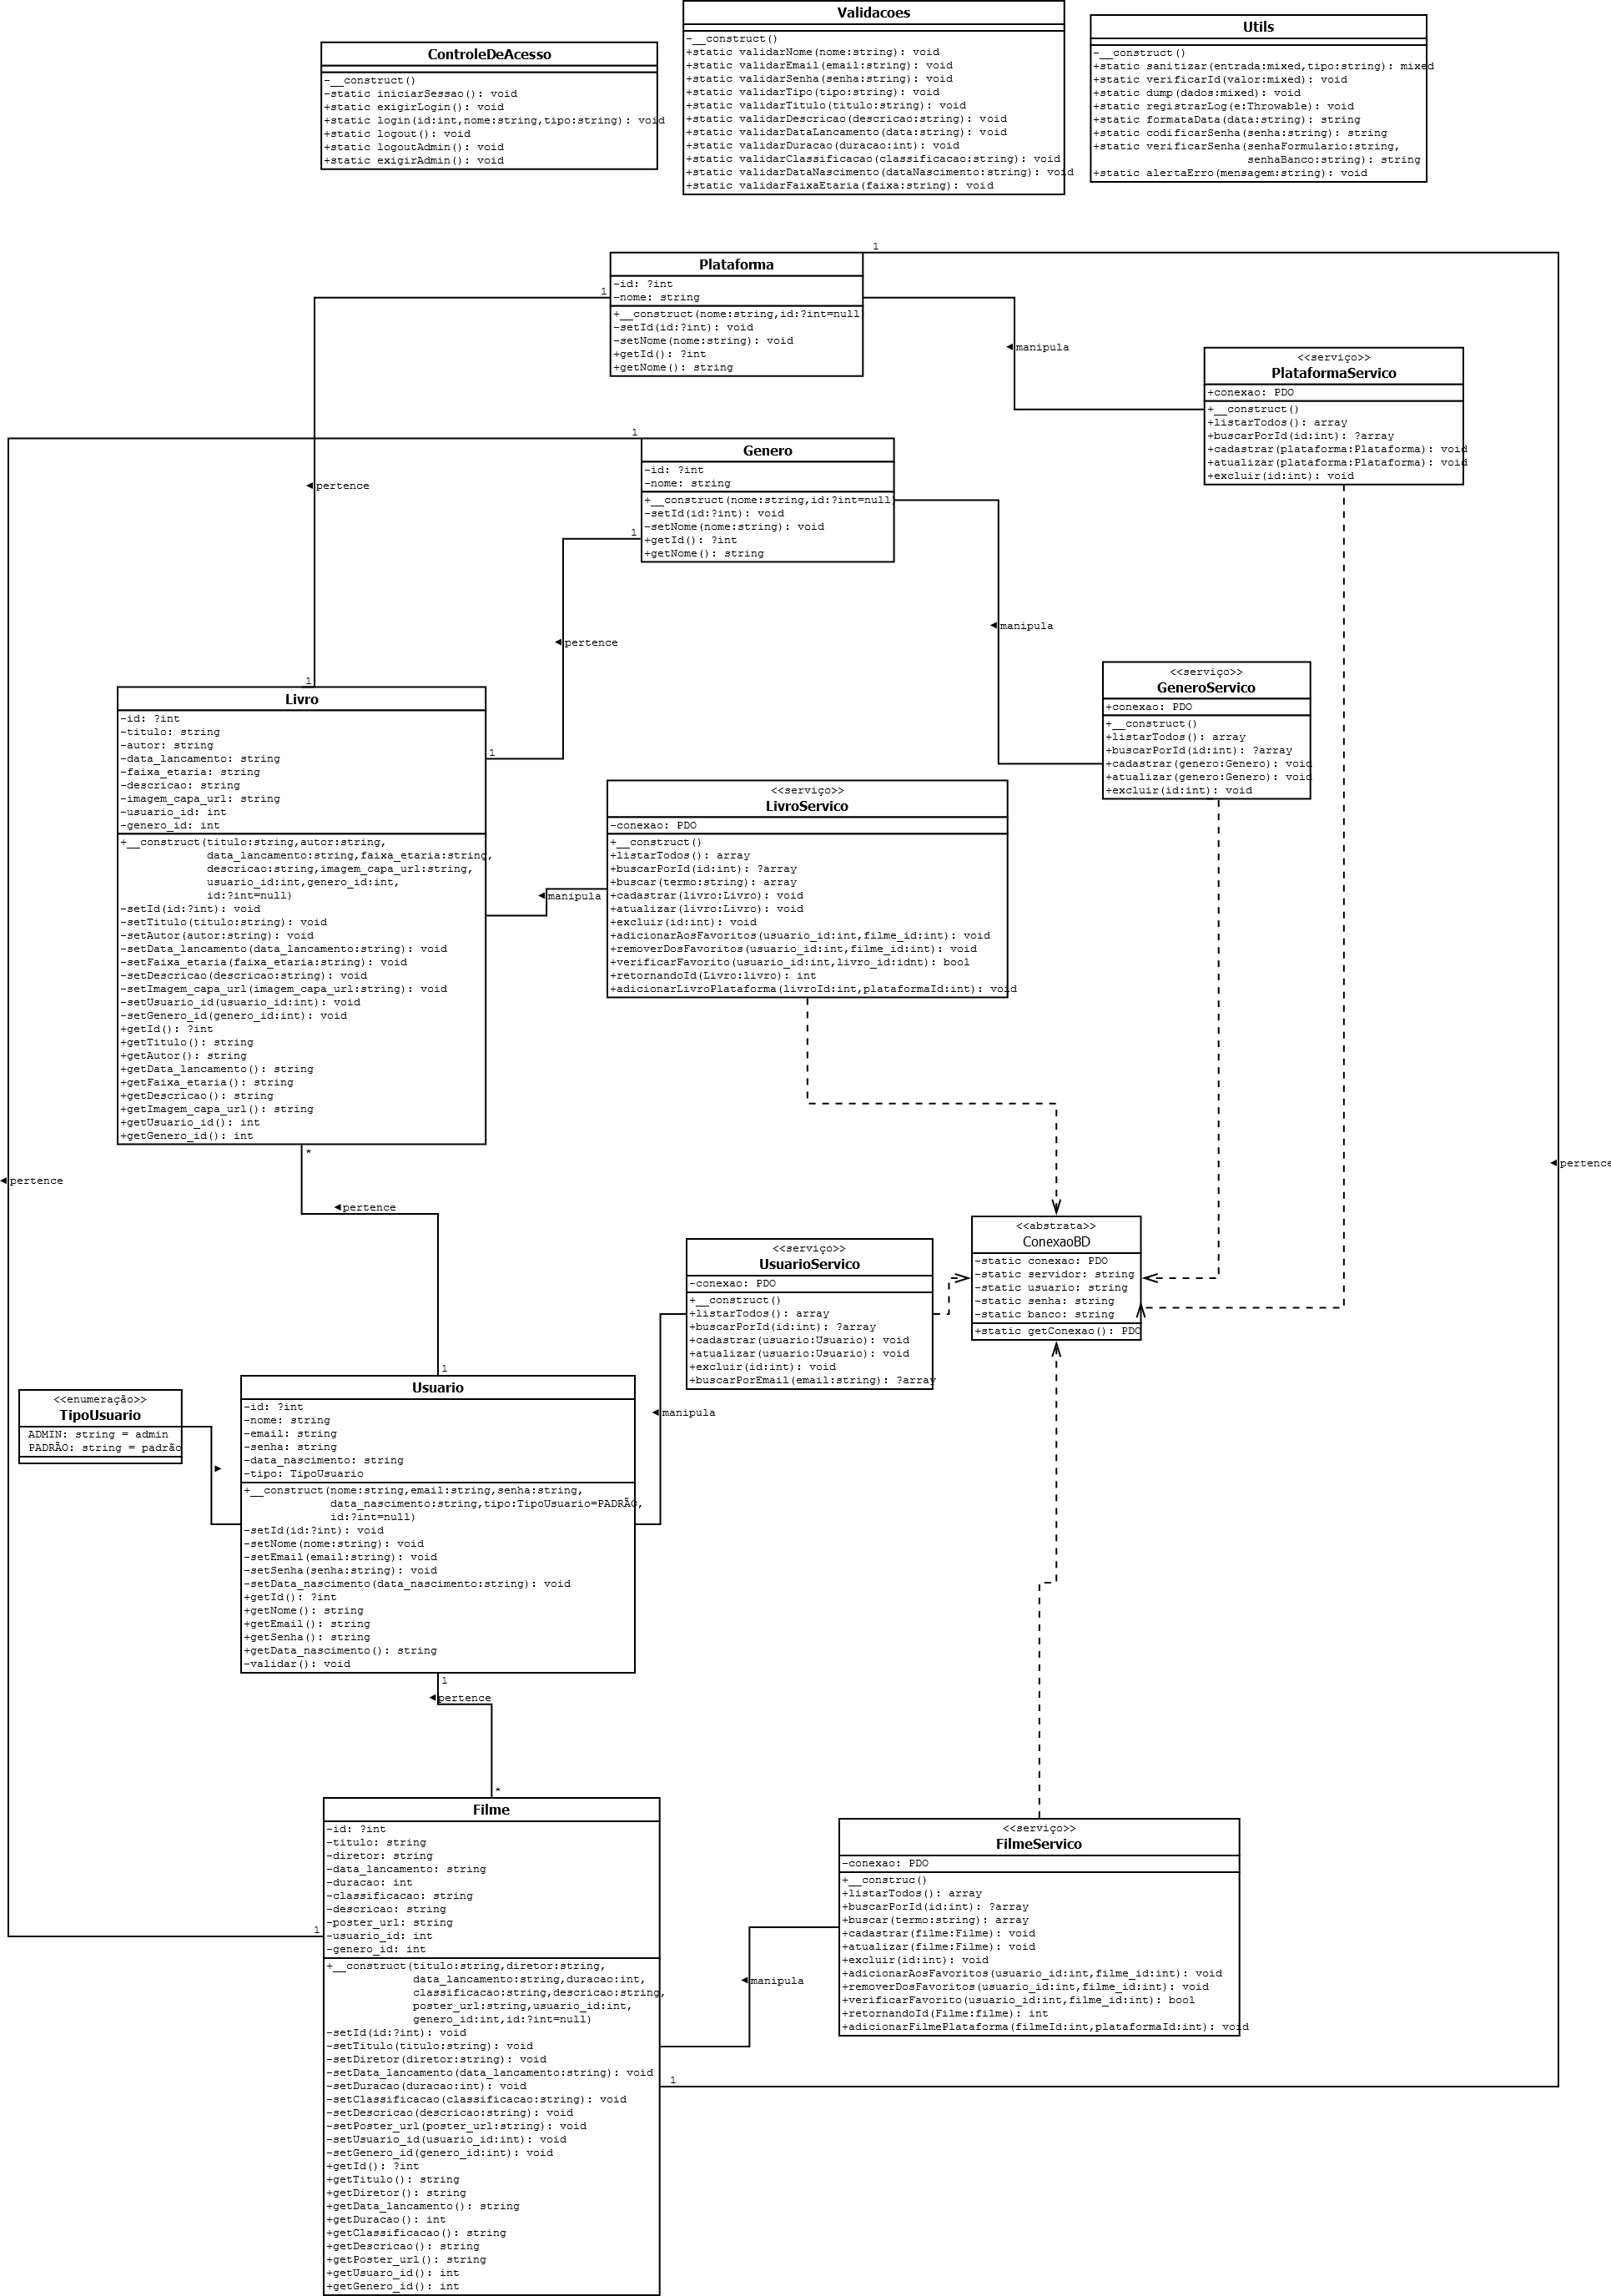 ControleDeAcesso
-__construct()
-static iniciarSessao(): void
+static exigirLogin(): void
+static login(id:int,nome:string,tipo:string): void
+static logout(): void
+static logoutAdmin(): void
+static exigirAdmin(): void
Validacoes
-__construct()
+static validarNome(nome:string): void
+static validarEmail(email:string): void
+static validarSenha(senha:string): void
+static validarTipo(tipo:string): void
+static validarTitulo(titulo:string): void
+static validarDescricao(descricao:string): void
+static validarDataLancamento(data:string): void
+static validarDuracao(duracao:int): void
+static validarClassificacao(classificacao:string): void
+static validarDataNascimento(dataNascimento:string): void
+static validarFaixaEtaria(faixa:string): void
Utils
-__construct()
+static sanitizar(entrada:mixed,tipo:string): mixed
+static verificarId(valor:mixed): void
+static dump(dados:mixed): void
+static registrarLog(e:Throwable): void
+static formataData(data:string): string
+static codificarSenha(senha:string): string
+static verificarSenha(senhaFormulario:string,
senhaBanco:string): string
+static alertaErro(mensagem:string): void
1
Plataforma
-id: ?int
-nome: string
+__construct(nome:string,id:?int=null)
-setId(id:?int): void
-setNome(nome:string): void
+getId(): ?int
+getNome(): string
1
manipula
<<serviço>>
PlataformaServico
+conexao: PDO
+__construct()
+listarTodos(): array
+buscarPorId(id:int): ?array
+cadastrar(plataforma:Plataforma): void
+atualizar(plataforma:Plataforma): void
+excluir(id:int): void
1
Genero
-id: ?int
-nome: string
+__construct(nome:string,id:?int=null)
-setId(id:?int): void
-setNome(nome:string): void
+getId(): ?int
+getNome(): string
pertence
1
manipula
pertence
<<serviço>>
GeneroServico
+conexao: PDO
+__construct()
+listarTodos(): array
+buscarPorId(id:int): ?array
+cadastrar(genero:Genero): void
+atualizar(genero:Genero): void
+excluir(id:int): void
1
Livro
-id: ?int
-titulo: string
-autor: string
-data_lancamento: string
-faixa_etaria: string
-descricao: string
-imagem_capa_url: string
-usuario_id: int
-genero_id: int
+__construct(titulo:string,autor:string,
data_lancamento:string,faixa_etaria:string,
descricao:string,imagem_capa_url:string,
usuario_id:int,genero_id:int,
id:?int=null)
-setId(id:?int): void
-setTitulo(titulo:string): void
-setAutor(autor:string): void
-setData_lancamento(data_lancamento:string): void
-setFaixa_etaria(faixa_etaria:string): void
-setDescricao(descricao:string): void
-setImagem_capa_url(imagem_capa_url:string): void
-setUsuario_id(usuario_id:int): void
-setGenero_id(genero_id:int): void
+getId(): ?int
+getTitulo(): string
+getAutor(): string
+getData_lancamento(): string
+getFaixa_etaria(): string
+getDescricao(): string
+getImagem_capa_url(): string
+getUsuario_id(): int
+getGenero_id(): int
1
manipula
<<serviço>>
LivroServico
-conexao: PDO
+__construct()
+listarTodos(): array
+buscarPorId(id:int): ?array
+buscar(termo:string): array
+cadastrar(livro:Livro): void
+atualizar(livro:Livro): void
+excluir(id:int): void
+adicionarAosFavoritos(usuario_id:int,filme_id:int): void
+removerDosFavoritos(usuario_id:int,filme_id:int): void
+verificarFavorito(usuario_id:int,livro_id:idnt): bool
+retornandoId(Livro:livro): int
+adicionarLivroPlataforma(livroId:int,plataformaId:int): void
*
pertence
pertence
pertence
<<abstrata>>
ConexaoBD
-static conexao: PDO
-static servidor: string
-static usuario: string
-static senha: string
-static banco: string
+static getConexao(): PDO
<<serviço>>
UsuarioServico
-conexao: PDO
+__construct()
+listarTodos(): array
+buscarPorId(id:int): ?array
+cadastrar(usuario:Usuario): void
+atualizar(usuario:Usuario): void
+excluir(id:int): void
+buscarPorEmail(email:string): ?array
manipula
<<enumeração>>
TipoUsuario
ADMIN: string = admin
PADRÃO: string = padrão
1
Usuario
-id: ?int
-nome: string
-email: string
-senha: string
-data_nascimento: string
-tipo: TipoUsuario
+__construct(nome:string,email:string,senha:string,
data_nascimento:string,tipo:TipoUsuario=PADRÃO,
id:?int=null)
-setId(id:?int): void
-setNome(nome:string): void
-setEmail(email:string): void
-setSenha(senha:string): void
-setData_nascimento(data_nascimento:string): void
+getId(): ?int
+getNome(): string
+getEmail(): string
+getSenha(): string
+getData_nascimento(): string
-validar(): void
1
pertence
*
Filme
-id: ?int
-titulo: string
-diretor: string
-data_lancamento: string
-duracao: int
-classificacao: string
-descricao: string
-poster_url: string
-usuario_id: int
-genero_id: int
+__construct(titulo:string,diretor:string,
data_lancamento:string,duracao:int,
classificacao:string,descricao:string,
poster_url:string,usuario_id:int,
genero_id:int,id:?int=null)
-setId(id:?int): void
-setTitulo(titulo:string): void
-setDiretor(diretor:string): void
-setData_lancamento(data_lancamento:string): void
-setDuracao(duracao:int): void
-setClassificacao(classificacao:string): void
-setDescricao(descricao:string): void
-setPoster_url(poster_url:string): void
-setUsuario_id(usuario_id:int): void
-setGenero_id(genero_id:int): void
+getId(): ?int
+getTitulo(): string
+getDiretor(): string
+getData_lancamento(): string
+getDuracao(): int
+getClassificacao(): string
+getDescricao(): string
+getPoster_url(): string
+getUsuaro_id(): int
+getGenero_id(): int
1
manipula
1
<<serviço>>
FilmeServico
-conexao: PDO
+__construc()
+listarTodos(): array
+buscarPorId(id:int): ?array
+buscar(termo:string): array
+cadastrar(filme:Filme): void
+atualizar(filme:Filme): void
+excluir(id:int): void
+adicionarAosFavoritos(usuario_id:int,filme_id:int): void
+removerDosFavoritos(usuario_id:int,filme_id:int): void
+verificarFavorito(usuario_id:int,filme_id:int): bool
+retornandoId(Filme:filme): int
+adicionarFilmePlataforma(filmeId:int,plataformaId:int): void